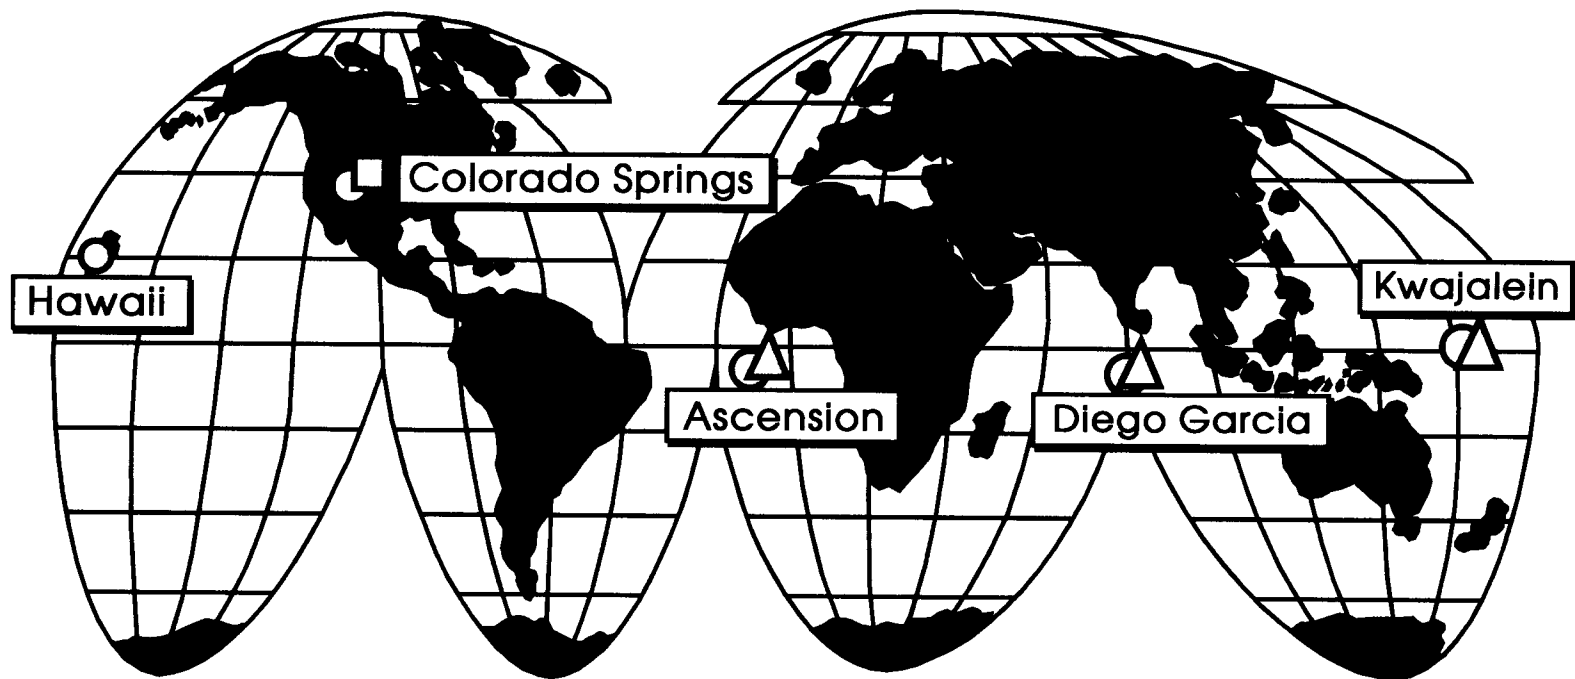 Colorado Springs
Hawaii
Kwajalein
Ascension
Diego Garcia